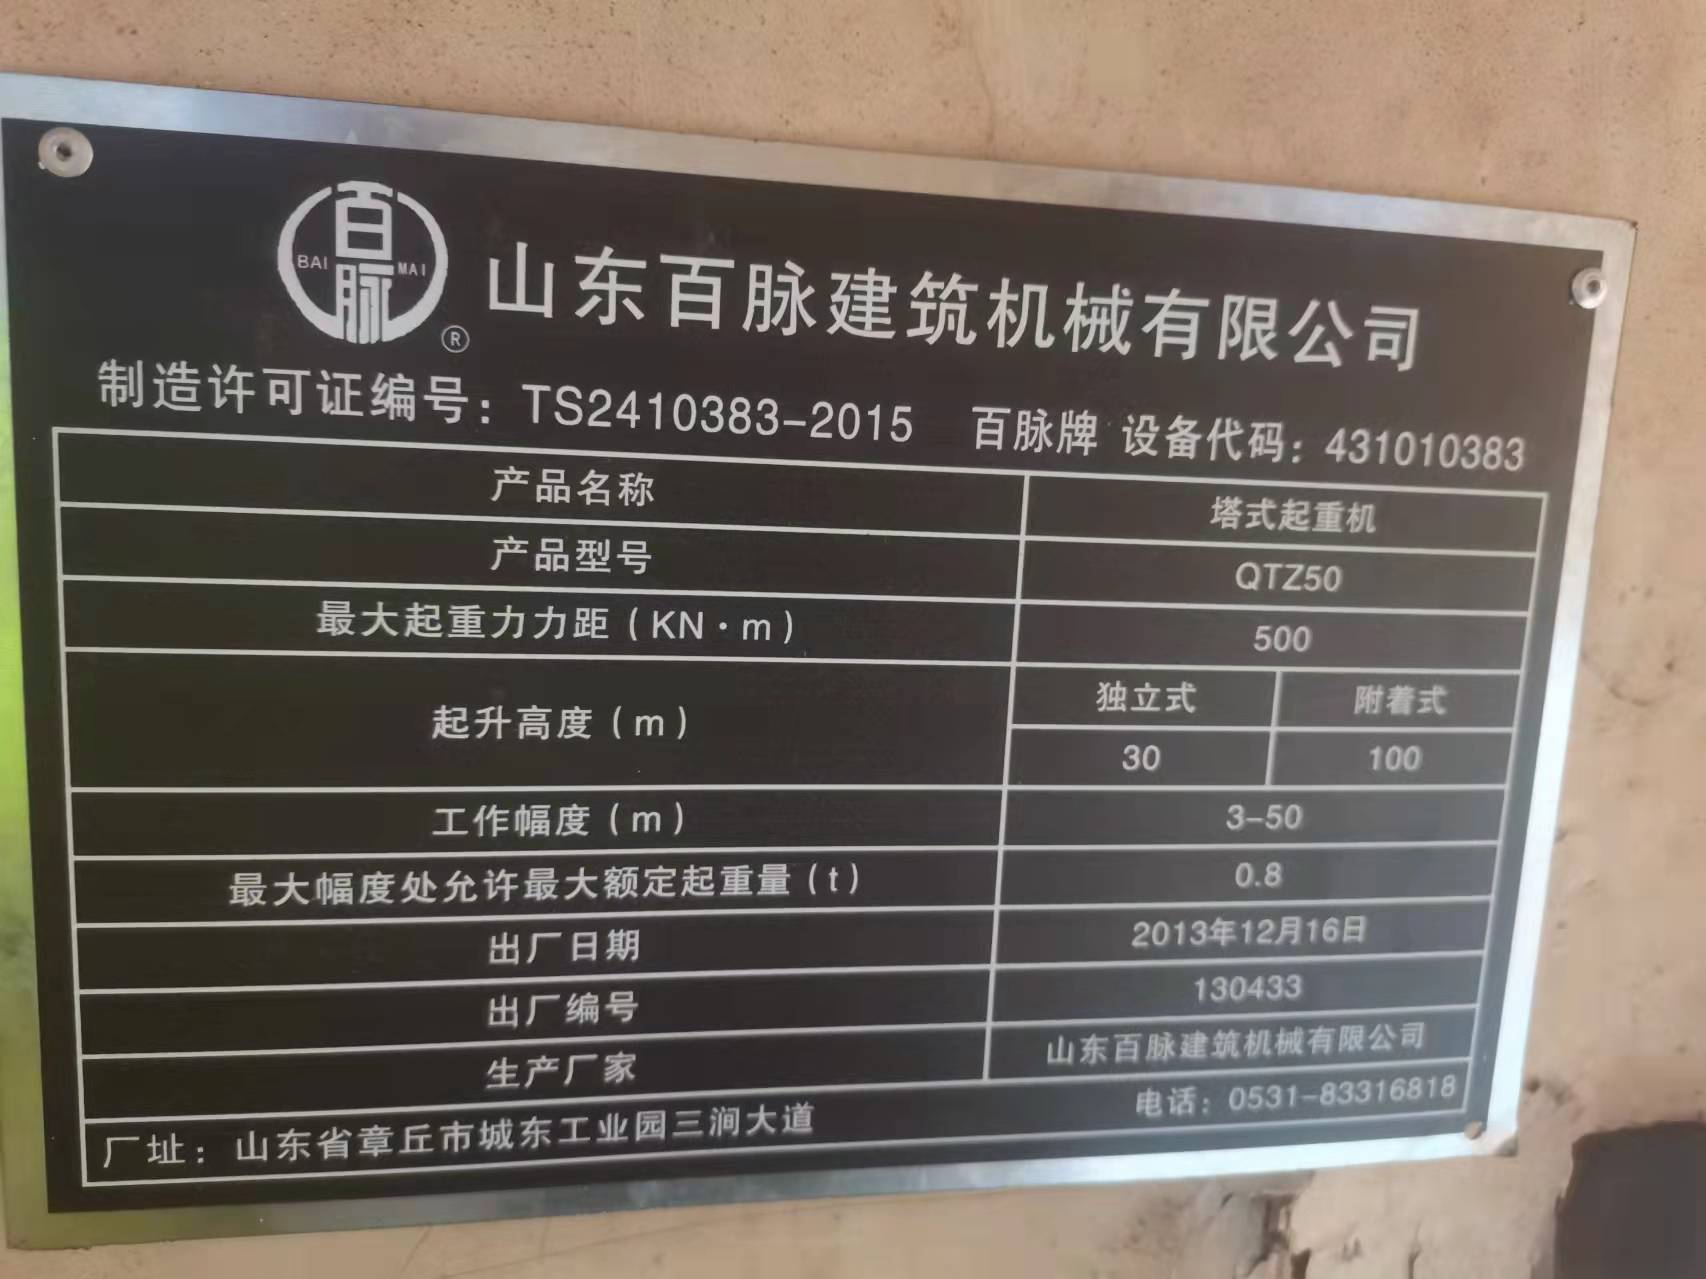 百脉
BAI MAI
®
山东百脉建筑机械有限公司
制造许可证编号：TS2410383-2015 百脉牌 设备代码：431010383
产品名称 塔式起重机
产品型号 QTZ50
最大起重力力距（KN·m） 500
起升高度（m） 独立式 附着式
30 100
工作幅度（m） 3-50
最大幅度处允许最大额定起重量（t） 0.8
出厂日期 2013年12月16日
出厂编号 130433
生产厂家 山东百脉建筑机械有限公司
厂址：山东省章丘市城东工业园三涧大道 电话：0531-83316818